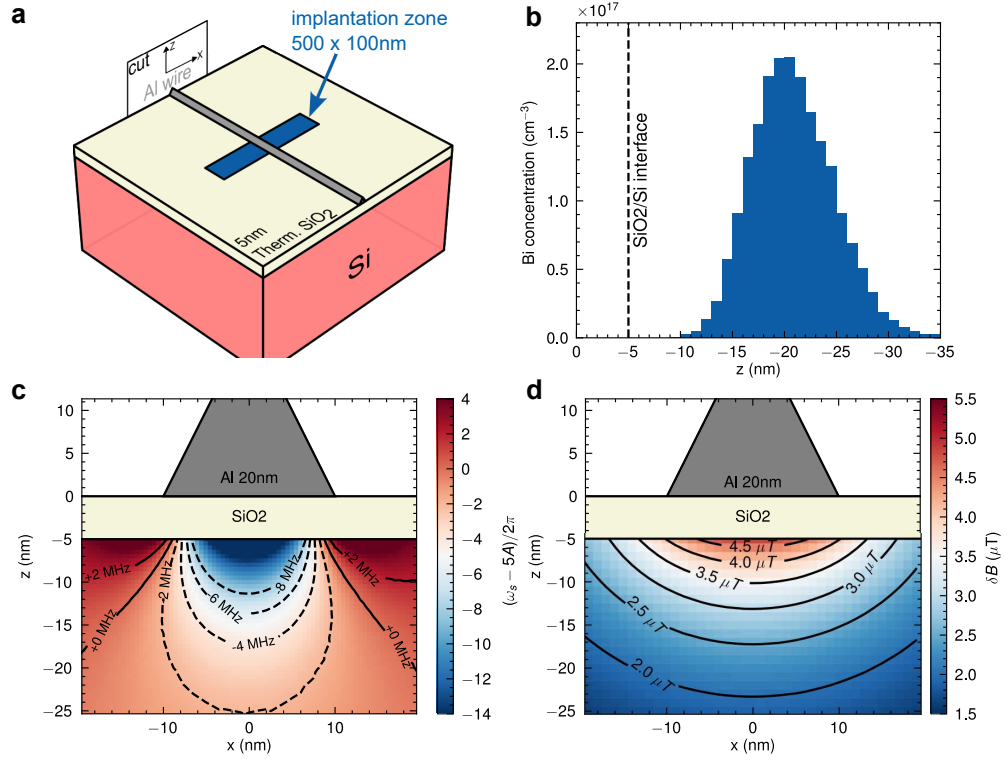 a
implantation zone
500 x 100nm
cut
z
x
Al wire
5nm
Therm. SiO2
Si
b
×10^17
Bi concentration (cm−3)
2.0
1.5
1.0
0.5
0.0
SiO2/Si interface
0 −5 −10 −15 −20 −25 −30 −35
z (nm)
c
z (nm)
10
5
0
−5
−10
−15
−20
−25
Al 20nm
SiO2
+2 MHz
-2 MHz
-6 MHz
-8 MHz
+2 MHz
+0 MHz
-4 MHz
+0 MHz
−10 0 10
x (nm)
4
2
0
−2
−4
−6
−8
−10
−12
−14
(ωs − 5A)/2π
d
10
5
0
−5
−10
−15
−20
−25
Al 20nm
SiO2
4.5 μT
4.0 μT
3.5 μT
3.0 μT
2.5 μT
2.0 μT
−10 0 10
x (nm)
5.5
5.0
4.5
4.0
3.5
3.0
2.5
2.0
1.5
δB (μT)